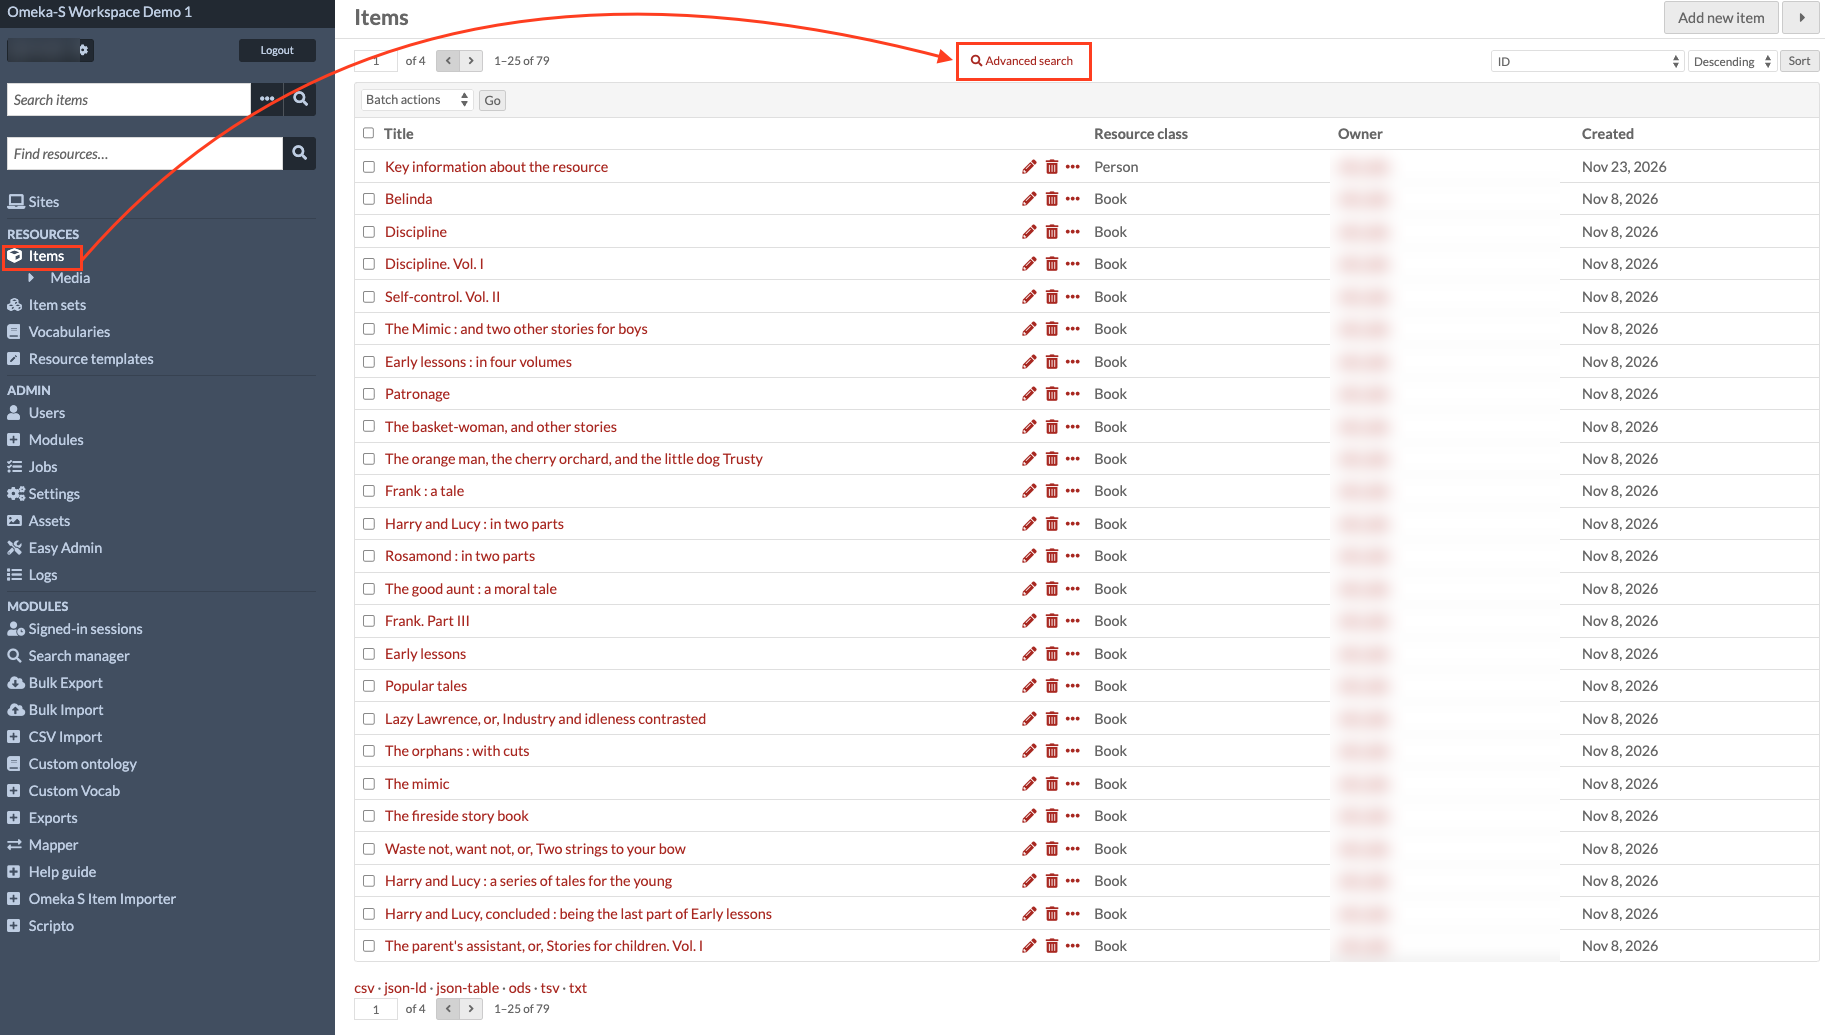 Omeka-S Workspace Demo 1
Logout
Search items
Find resources...
Sites
RESOURCES
Items
Media
Item sets
Vocabularies
Resource templates
ADMIN
Users
Modules
Jobs
Settings
Assets
Easy Admin
Logs
MODULES
Signed-in sessions
Search manager
Bulk Export
Bulk Import
CSV Import
Custom ontology
Custom Vocab
Exports
Mapper
Help guide
Omeka S Item Importer
Scripto
Items
Add new item
1 of 4 1–25 of 79
Advanced search
ID Descending Sort
Batch actions Go
Title Resource class Owner Created
Key information about the resource Person Nov 23, 2026
Belinda Book Nov 8, 2026
Discipline Book Nov 8, 2026
Discipline. Vol. I Book Nov 8, 2026
Self-control. Vol. II Book Nov 8, 2026
The Mimic : and two other stories for boys Book Nov 8, 2026
Early lessons : in four volumes Book Nov 8, 2026
Patronage Book Nov 8, 2026
The basket-woman, and other stories Book Nov 8, 2026
The orange man, the cherry orchard, and the little dog Trusty Book Nov 8, 2026
Frank : a tale Book Nov 8, 2026
Harry and Lucy : in two parts Book Nov 8, 2026
Rosamond : in two parts Book Nov 8, 2026
The good aunt : a moral tale Book Nov 8, 2026
Frank. Part III Book Nov 8, 2026
Early lessons Book Nov 8, 2026
Popular tales Book Nov 8, 2026
Lazy Lawrence, or, Industry and idleness contrasted Book Nov 8, 2026
The orphans : with cuts Book Nov 8, 2026
The mimic Book Nov 8, 2026
The fireside story book Book Nov 8, 2026
Waste not, want not, or, Two strings to your bow Book Nov 8, 2026
Harry and Lucy : a series of tales for the young Book Nov 8, 2026
Harry and Lucy, concluded : being the last part of Early lessons Book Nov 8, 2026
The parent's assistant, or, Stories for children. Vol. I Book Nov 8, 2026
csv · json-ld · json-table · ods · tsv · txt
1 of 4 1–25 of 79